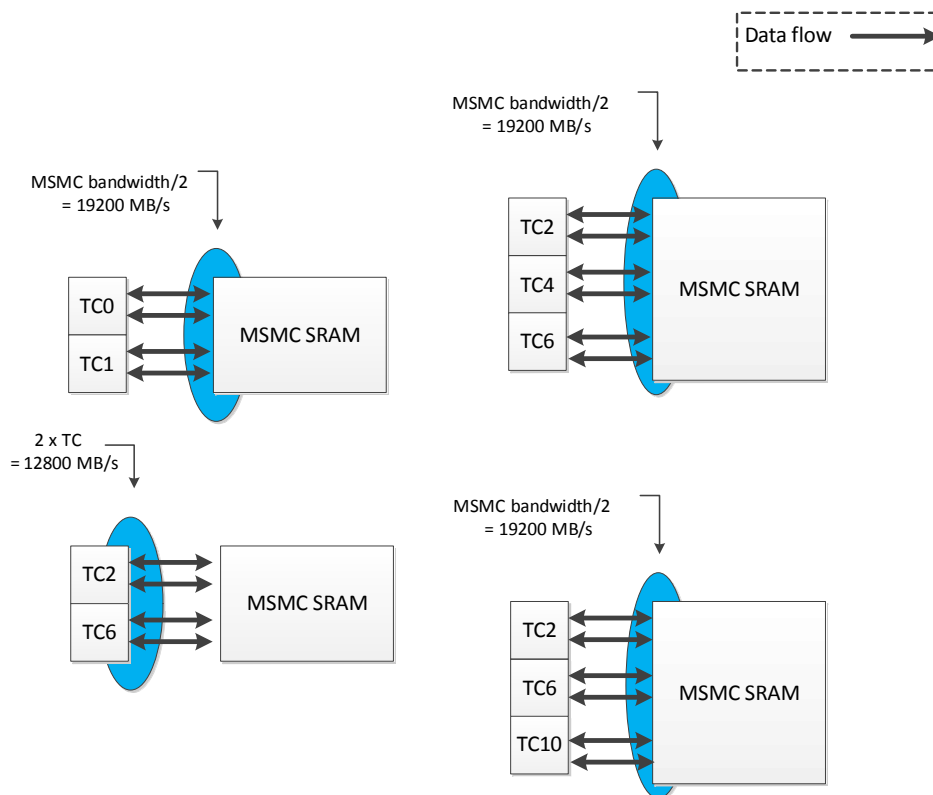 Data flow
MSMC bandwidth/2
= 19200 MB/s
TC2
TC4
TC6
MSMC SRAM
MSMC bandwidth/2
= 19200 MB/s
TC0
TC1
MSMC SRAM
2 x TC
= 12800 MB/s
TC2
TC6
MSMC SRAM
MSMC bandwidth/2
= 19200 MB/s
TC2
TC6
TC10
MSMC SRAM